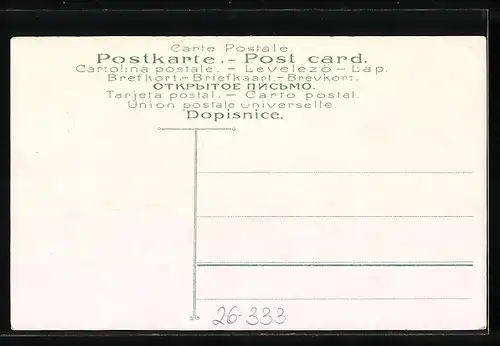 Carte Postale.
Postkarte. - Post card.
Cartolina postale. - Levelező - Lap.
Brefkort. - Briefkaart. - Brevkort.
ОТКРЫТОЕ ПИСЬМО.
Tarjeta postal. - Carto postal.
Union postale universelle.
Dopisnice.
26-333